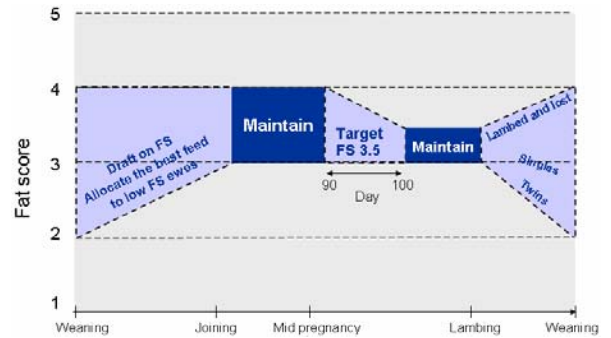 5
4
3
2
1
Fat score
Draft on FS
Allocate the best feed
to low FS ewes
Maintain
Target
FS 3.5
Maintain
Lambed and lost
Singles
Twins
90
100
Day
Weaning
Joining
Mid pregnancy
Lambing
Weaning